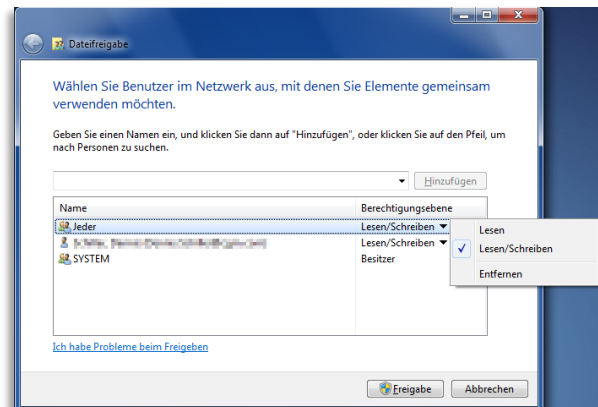 Dateifreigabe
Wählen Sie Benutzer im Netzwerk aus, mit denen Sie Elemente gemeinsam
verwenden möchten.
Geben Sie einen Namen ein, und klicken Sie dann auf "Hinzufügen", oder klicken Sie auf den Pfeil, um
nach Personen zu suchen.
Hinzufügen
Name Berechtigungsebene
Jeder Lesen/Schreiben
Lesen/Schreiben
SYSTEM Besitzer
Lesen
Lesen/Schreiben
Entfernen
Ich habe Probleme beim Freigeben
Freigabe Abbrechen